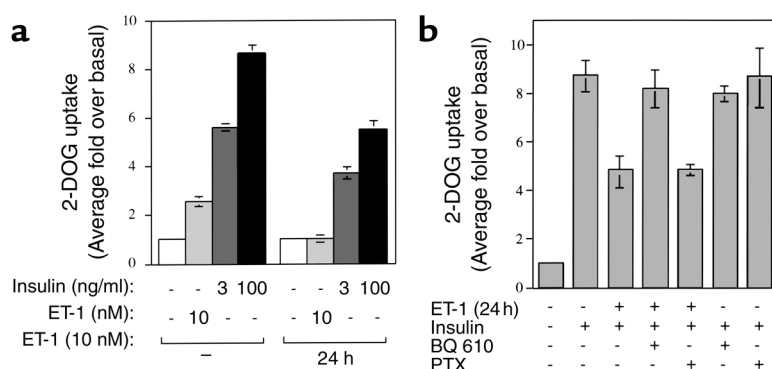 a
2-DOG uptake
(Average fold over basal)
10
8
6
4
2
0
Insulin (ng/ml): - - 3 100 - - 3 100
ET-1 (nM): - 10 - - - 10 - -
ET-1 (10 nM): – 24 h
b
2-DOG uptake
(Average fold over basal)
10
8
6
4
2
0
ET-1 (24 h) - - + + + - -
Insulin - + + + + + +
BQ 610 - - - + - + -
PTX - - - - + - +